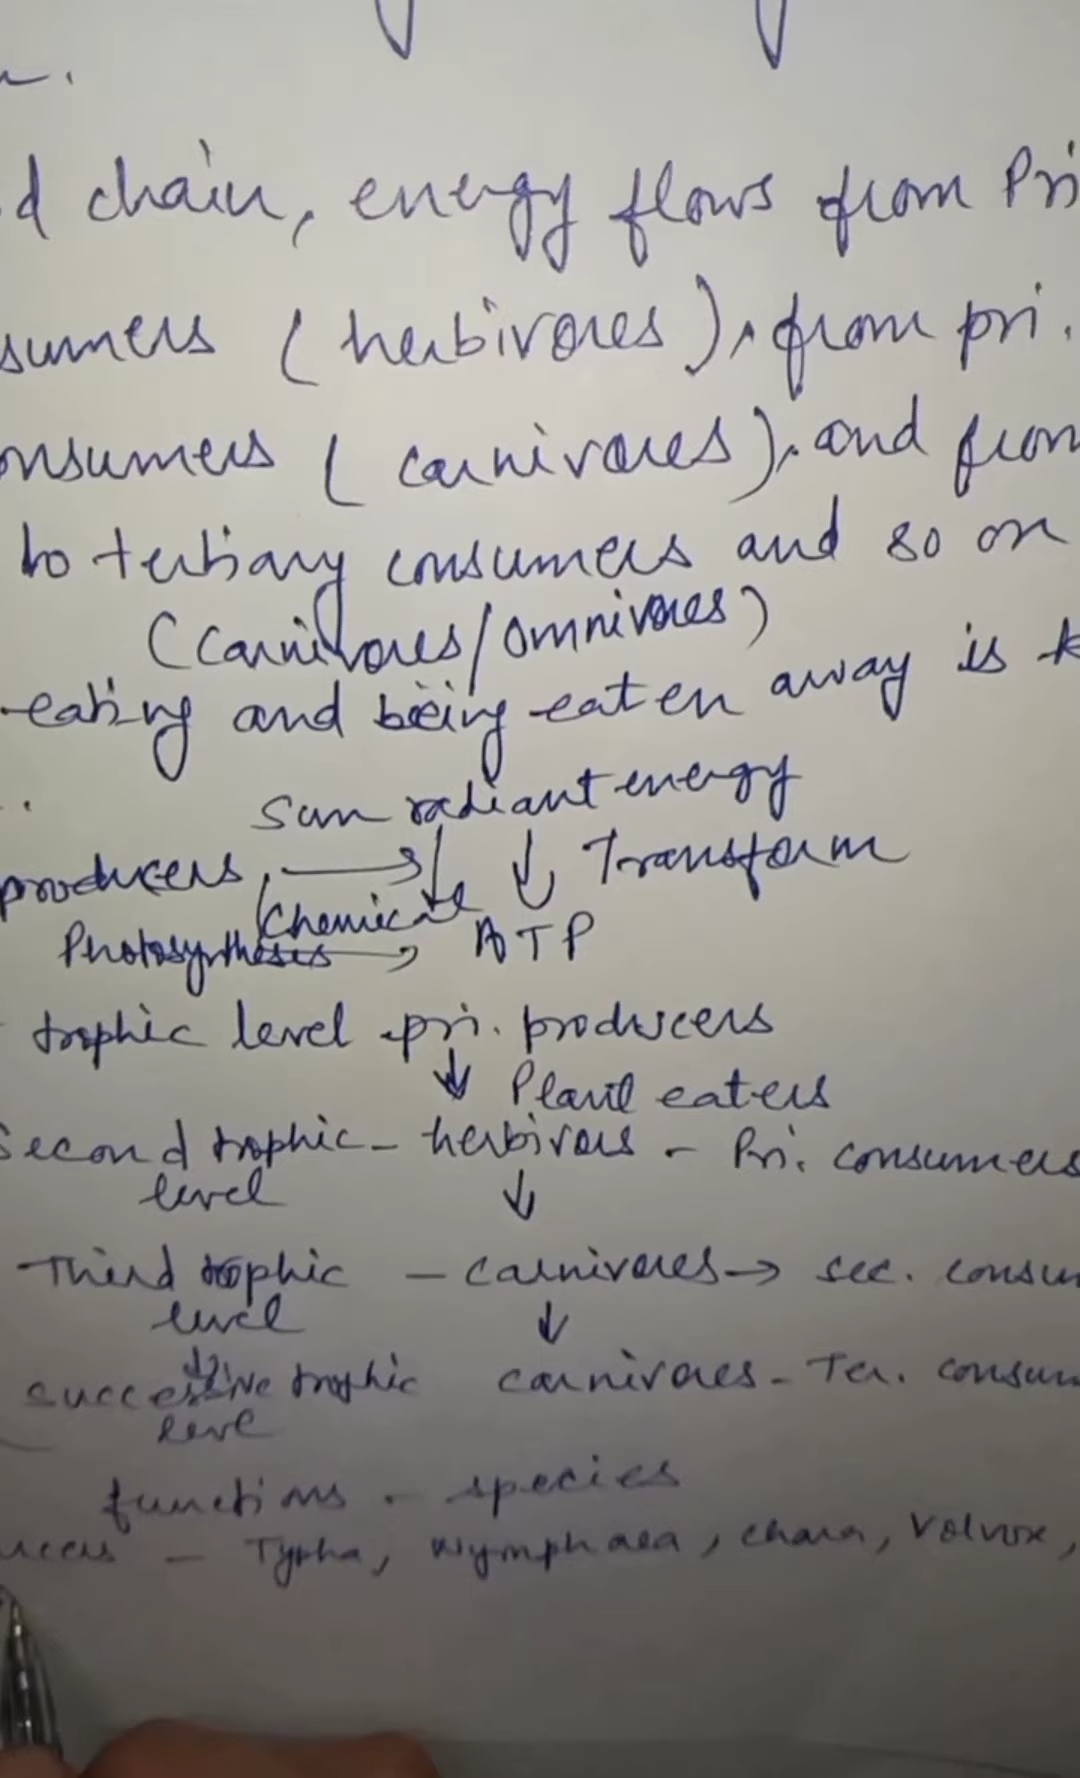 d chain, energy flows from Pri
sumers (herbivores), from pri.
onsumers (carnivores), and from
to tertiary consumers and so on
(Carnivores/omnivores)
eating and being eaten away is k
Sun radiant energy
producers → ↓ ↓ Transform
Chemical
Photosynthesis → ATP
trophic level pri. producers
↓ Plant eaters
Second trophic - herbivores - Pri. consumers
level ↓
Third trophic - carnivores → sec. consum
level ↓
successive trophic carnivores - Ter. consum
level
functions - species
ucers - Typha, Nymphaea, chara, Volvox,